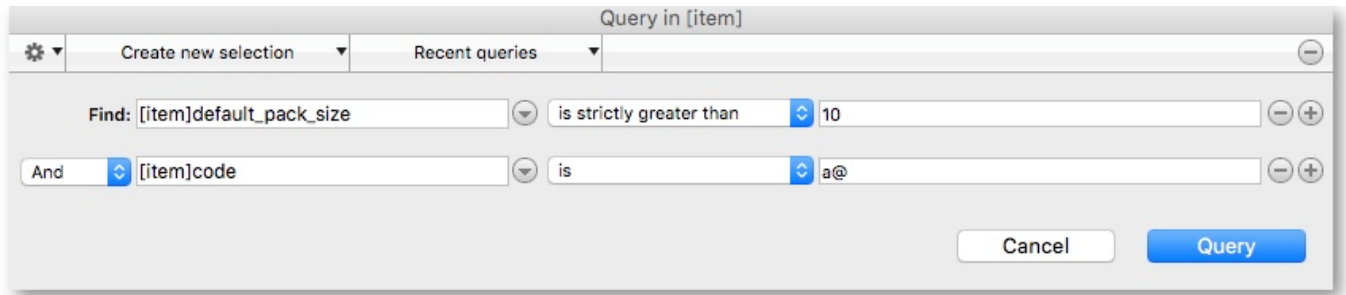 Query in [item]
Create new selection Recent queries
Find: [item]default_pack_size is strictly greater than 10
And [item]code is a@
Cancel Query